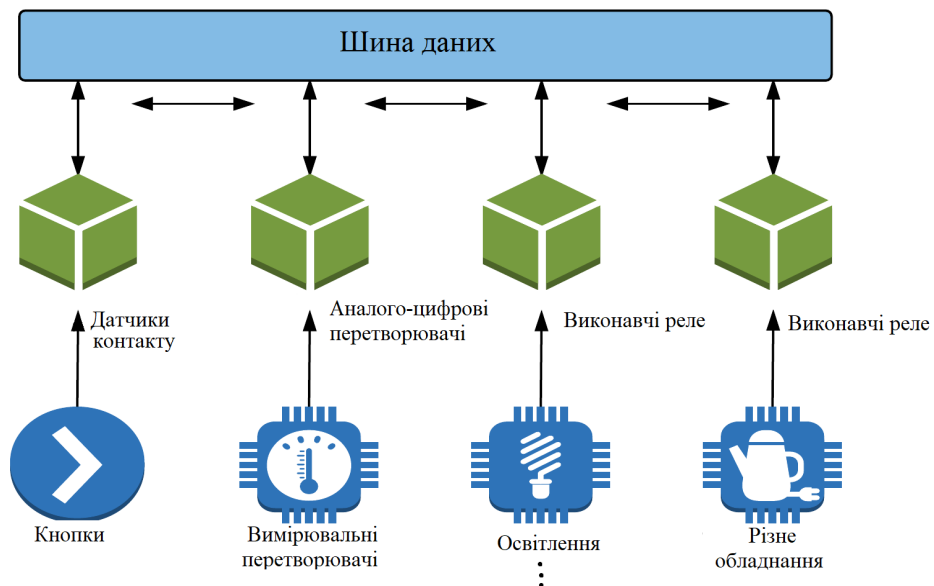 Шина даних
Датчики
контакту
Аналого-цифрові
перетворювачі
Виконавчі реле
Виконавчі реле
Кнопки
Вимірювальні
перетворювачі
Освітлення
Різне
обладнання